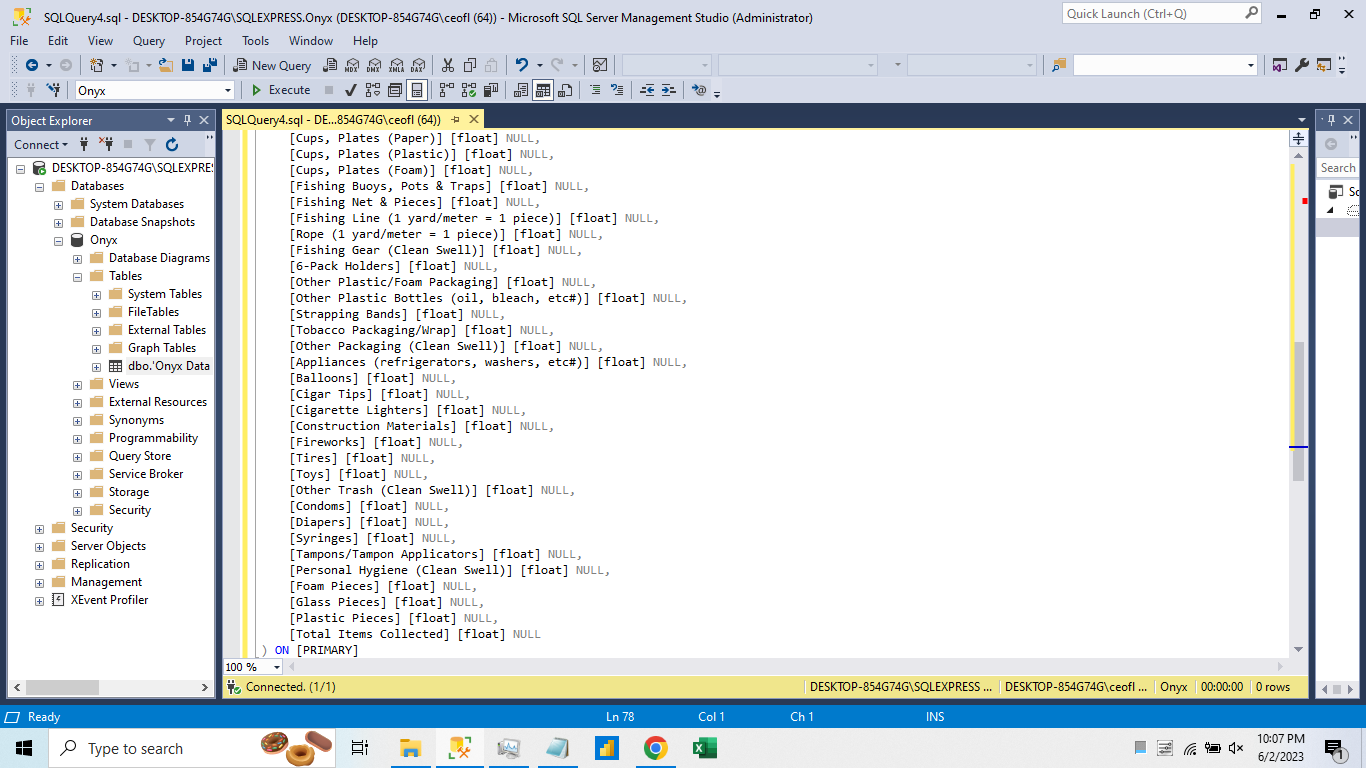 SQLQuery4.sql - DESKTOP-854G74G\SQLEXPRESS.Onyx (DESKTOP-854G74G\ceofl (64)) - Microsoft SQL Server Management Studio (Administrator)
Quick Launch (Ctrl+Q)
File Edit View Query Project Tools Window Help
New Query MDX DMX XMLA DAX
Onyx Execute
Object Explorer
Connect
DESKTOP-854G74G\SQLEXPRES
Databases
System Databases
Database Snapshots
Onyx
Database Diagrams
Tables
System Tables
FileTables
External Tables
Graph Tables
dbo.'Onyx Data
Views
External Resources
Synonyms
Programmability
Query Store
Service Broker
Storage
Security
Security
Server Objects
Replication
Management
XEvent Profiler
SQLQuery4.sql - DE...854G74G\ceofl (64))
[Cups, Plates (Paper)] [float] NULL,
[Cups, Plates (Plastic)] [float] NULL,
[Cups, Plates (Foam)] [float] NULL,
[Fishing Buoys, Pots & Traps] [float] NULL,
[Fishing Net & Pieces] [float] NULL,
[Fishing Line (1 yard/meter = 1 piece)] [float] NULL,
[Rope (1 yard/meter = 1 piece)] [float] NULL,
[Fishing Gear (Clean Swell)] [float] NULL,
[6-Pack Holders] [float] NULL,
[Other Plastic/Foam Packaging] [float] NULL,
[Other Plastic Bottles (oil, bleach, etc#)] [float] NULL,
[Strapping Bands] [float] NULL,
[Tobacco Packaging/Wrap] [float] NULL,
[Other Packaging (Clean Swell)] [float] NULL,
[Appliances (refrigerators, washers, etc#)] [float] NULL,
[Balloons] [float] NULL,
[Cigar Tips] [float] NULL,
[Cigarette Lighters] [float] NULL,
[Construction Materials] [float] NULL,
[Fireworks] [float] NULL,
[Tires] [float] NULL,
[Toys] [float] NULL,
[Other Trash (Clean Swell)] [float] NULL,
[Condoms] [float] NULL,
[Diapers] [float] NULL,
[Syringes] [float] NULL,
[Tampons/Tampon Applicators] [float] NULL,
[Personal Hygiene (Clean Swell)] [float] NULL,
[Foam Pieces] [float] NULL,
[Glass Pieces] [float] NULL,
[Plastic Pieces] [float] NULL,
[Total Items Collected] [float] NULL
) ON [PRIMARY]
100 %
Connected. (1/1) DESKTOP-854G74G\SQLEXPRESS ... DESKTOP-854G74G\ceofl ... Onyx 00:00:00 0 rows
Search
So
Ready Ln 78 Col 1 Ch 1 INS
Type to search
10:07 PM
6/2/2023
1